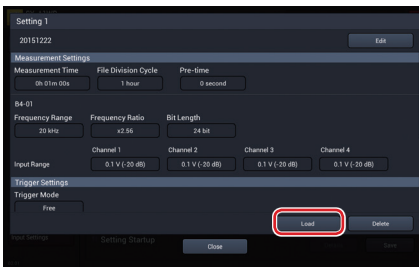 Setting 1
20151222 Edit
Measurement Settings
Measurement Time File Division Cycle Pre-time
0h 01m 00s 1 hour 0 second
B4-01
Frequency Range Frequency Ratio Bit Length
20 kHz x2.56 24 bit
Channel 1 Channel 2 Channel 3 Channel 4
Input Range 0.1 V (-20 dB) 0.1 V (-20 dB) 0.1 V (-20 dB) 0.1 V (-20 dB)
Trigger Settings
Trigger Mode
Free
Load Delete
Input Settings Setting Startup Close Save